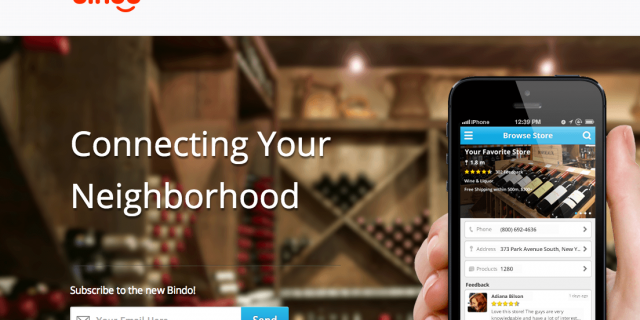 Bindo
Connecting Your
Neighborhood
Subscribe to the new Bindo!
Your Email Here
Send
iPhone
12:39 PM
Browse Store
Your Favorite Store
1.8 m
Wine & Liquor
Free Shipping within 500m, $200
Phone (800) 692-4636
Address 373 Park Avenue South, New Y...
Products 1280
Feedback
Adiana Bilson
Love this store! The guys are very
knowledgable and have a lot of interest...